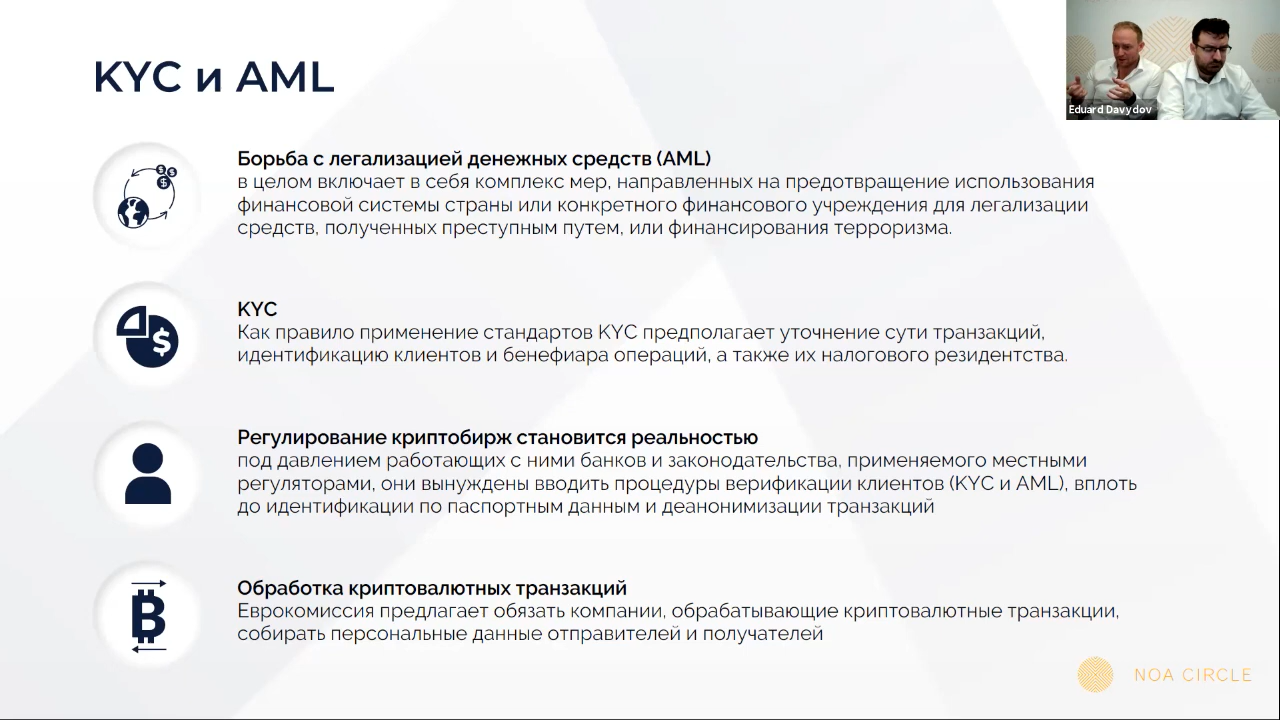 KYC и AML
Eduard Davydov
Борьба с легализацией денежных средств (AML)
в целом включает в себя комплекс мер, направленных на предотвращение использования
финансовой системы страны или конкретного финансового учреждения для легализации
средств, полученных преступным путем, или финансирования терроризма.
KYC
Как правило применение стандартов KYC предполагает уточнение сути транзакций,
идентификацию клиентов и бенефиара операций, а также их налогового резидентства.
Регулирование криптобирж становится реальностью
под давлением работающих с ними банков и законодательства, применяемого местными
регуляторами, они вынуждены вводить процедуры верификации клиентов (KYC и AML), вплоть
до идентификации по паспортным данным и деанонимизации транзакций
Обработка криптовалютных транзакций
Еврокомиссия предлагает обязать компании, обрабатывающие криптовалютные транзакции,
собирать персональные данные отправителей и получателей
NOA CIRCLE